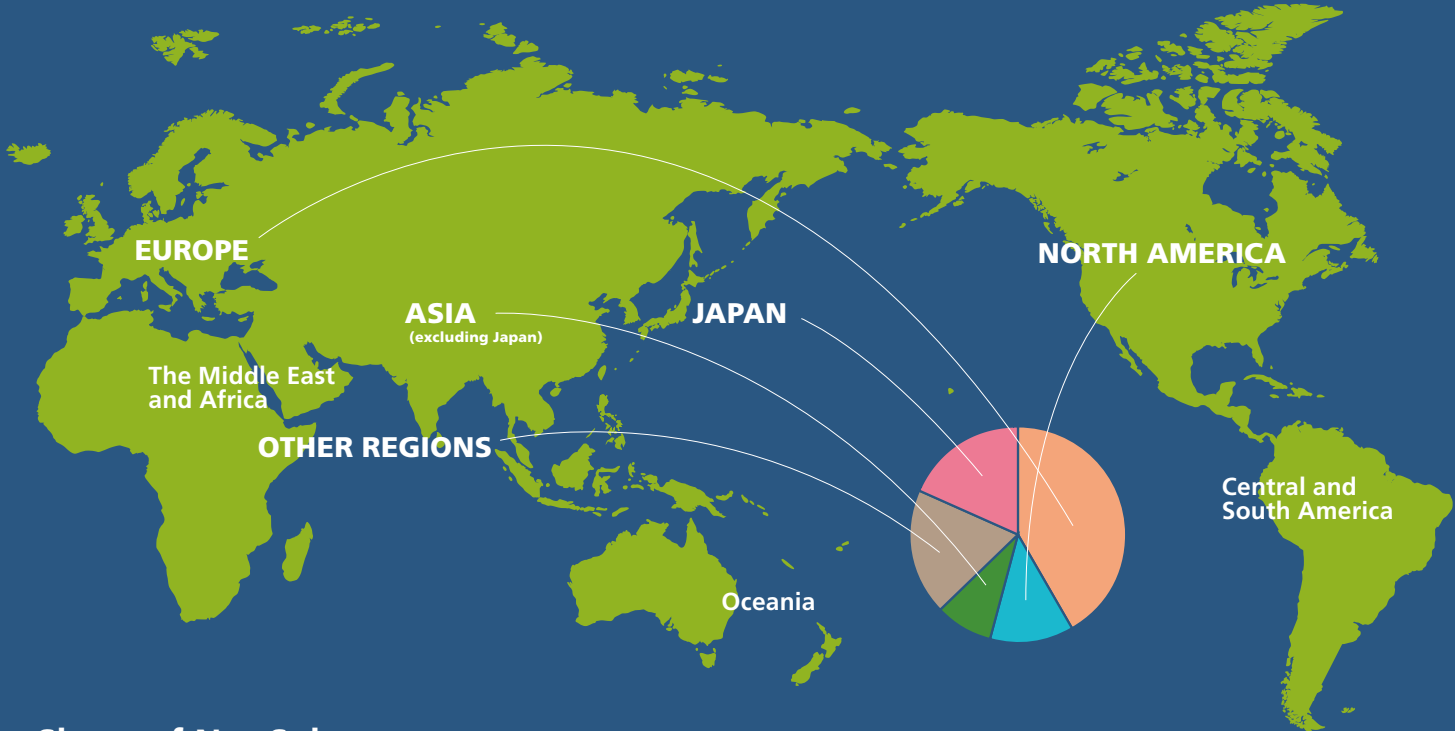 EUROPE
NORTH AMERICA
ASIA
(excluding Japan)
JAPAN
The Middle East
and Africa
OTHER REGIONS
Central and
South America
Oceania